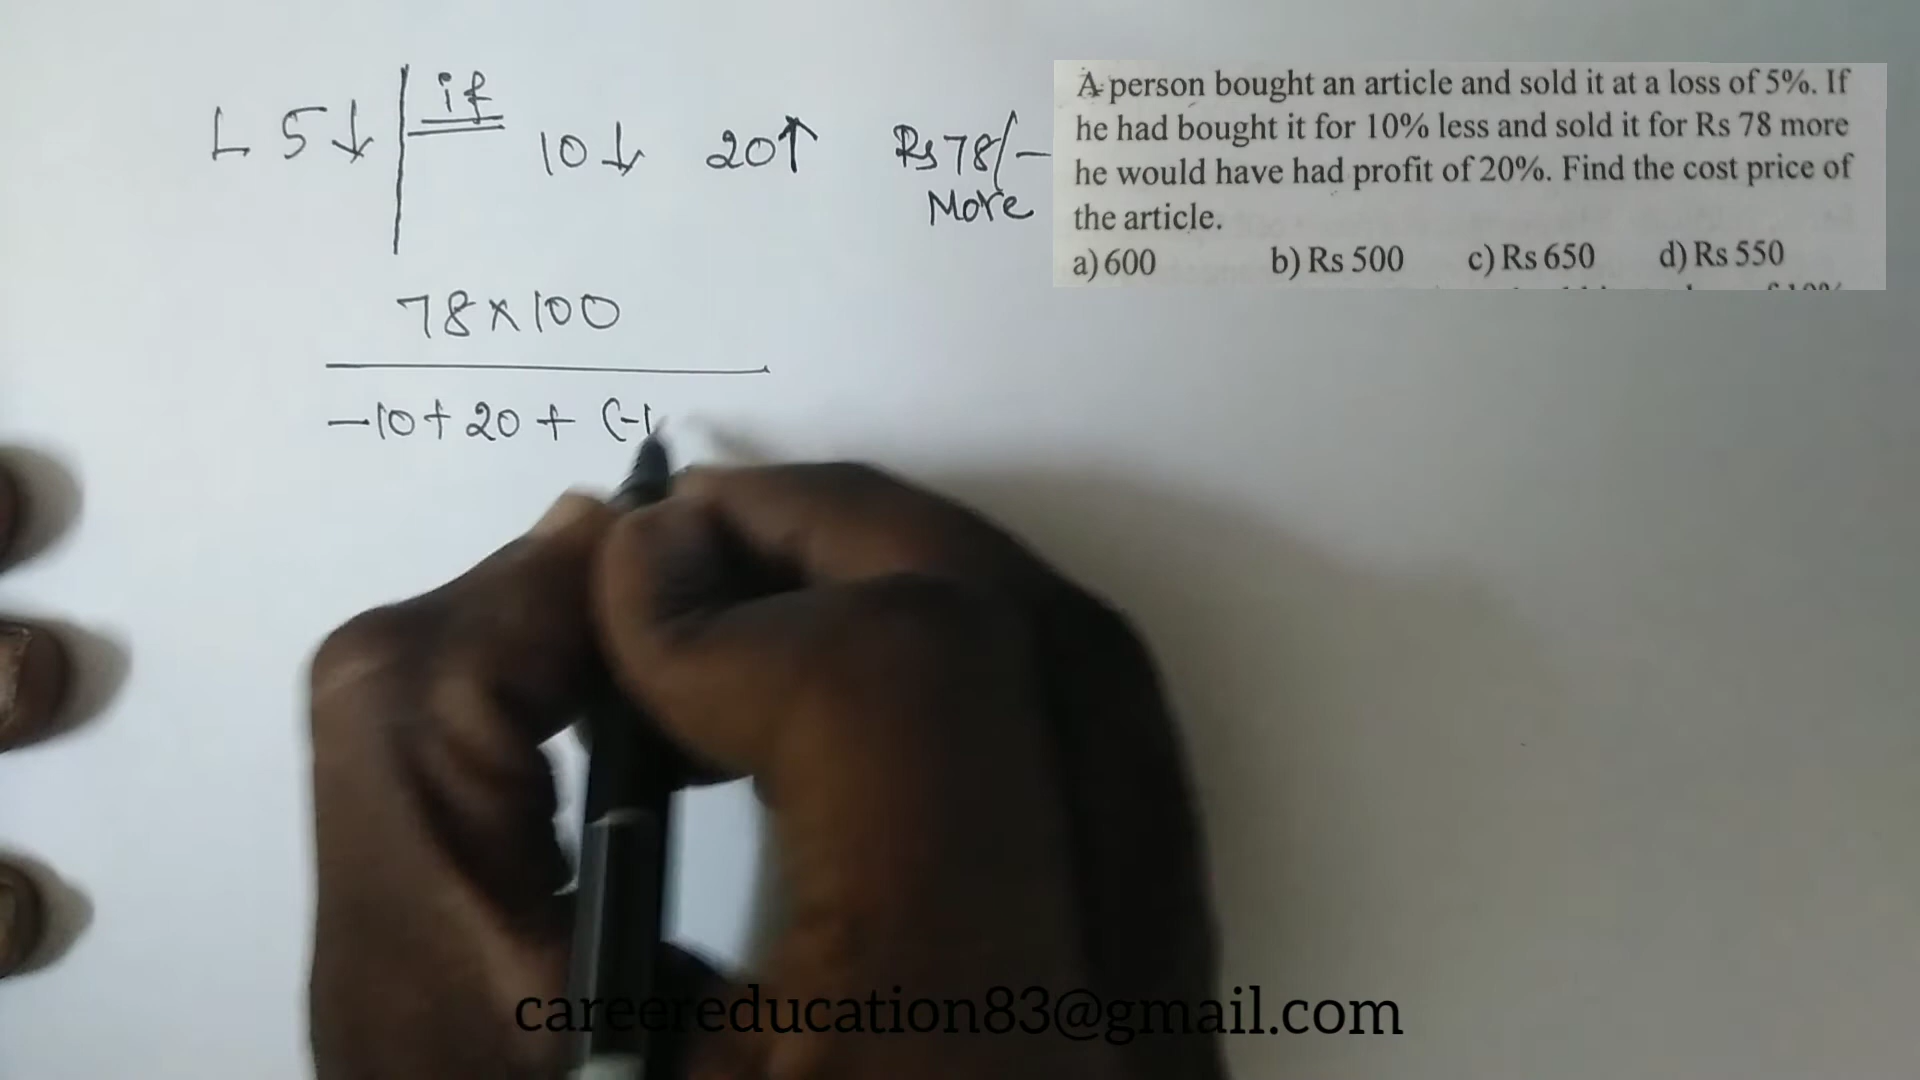 L 5↓ if 10↓ 20↑ Rs 78/-
More
78×100
-10+20+(-1
A person bought an article and sold it at a loss of 5%. If
he had bought it for 10% less and sold it for Rs 78 more
he would have had profit of 20%. Find the cost price of
the article.
a) 600 b) Rs 500 c) Rs 650 d) Rs 550
careereducation83@gmail.com